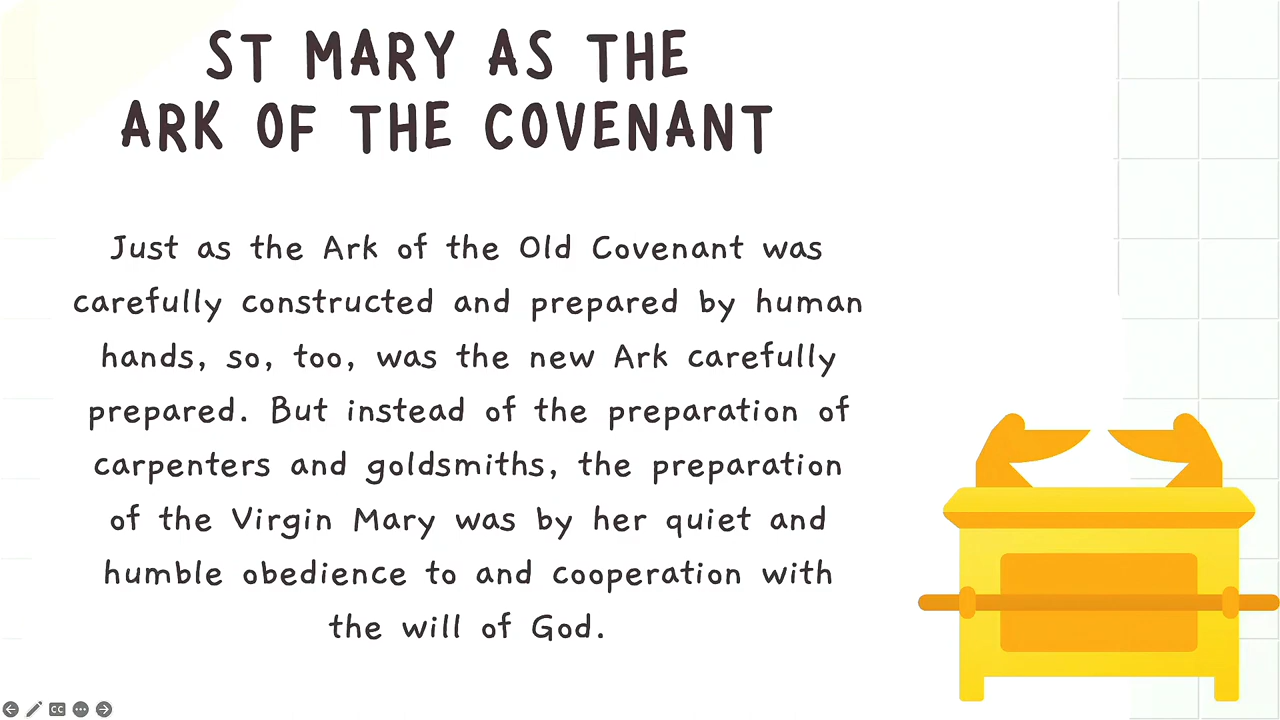 ST MARY AS THE
ARK OF THE COVENANT
Just as the Ark of the Old Covenant was
carefully constructed and prepared by human
hands, so, too, was the new Ark carefully
prepared. But instead of the preparation of
carpenters and goldsmiths, the preparation
of the Virgin Mary was by her quiet and
humble obedience to and cooperation with
the will of God.
CC